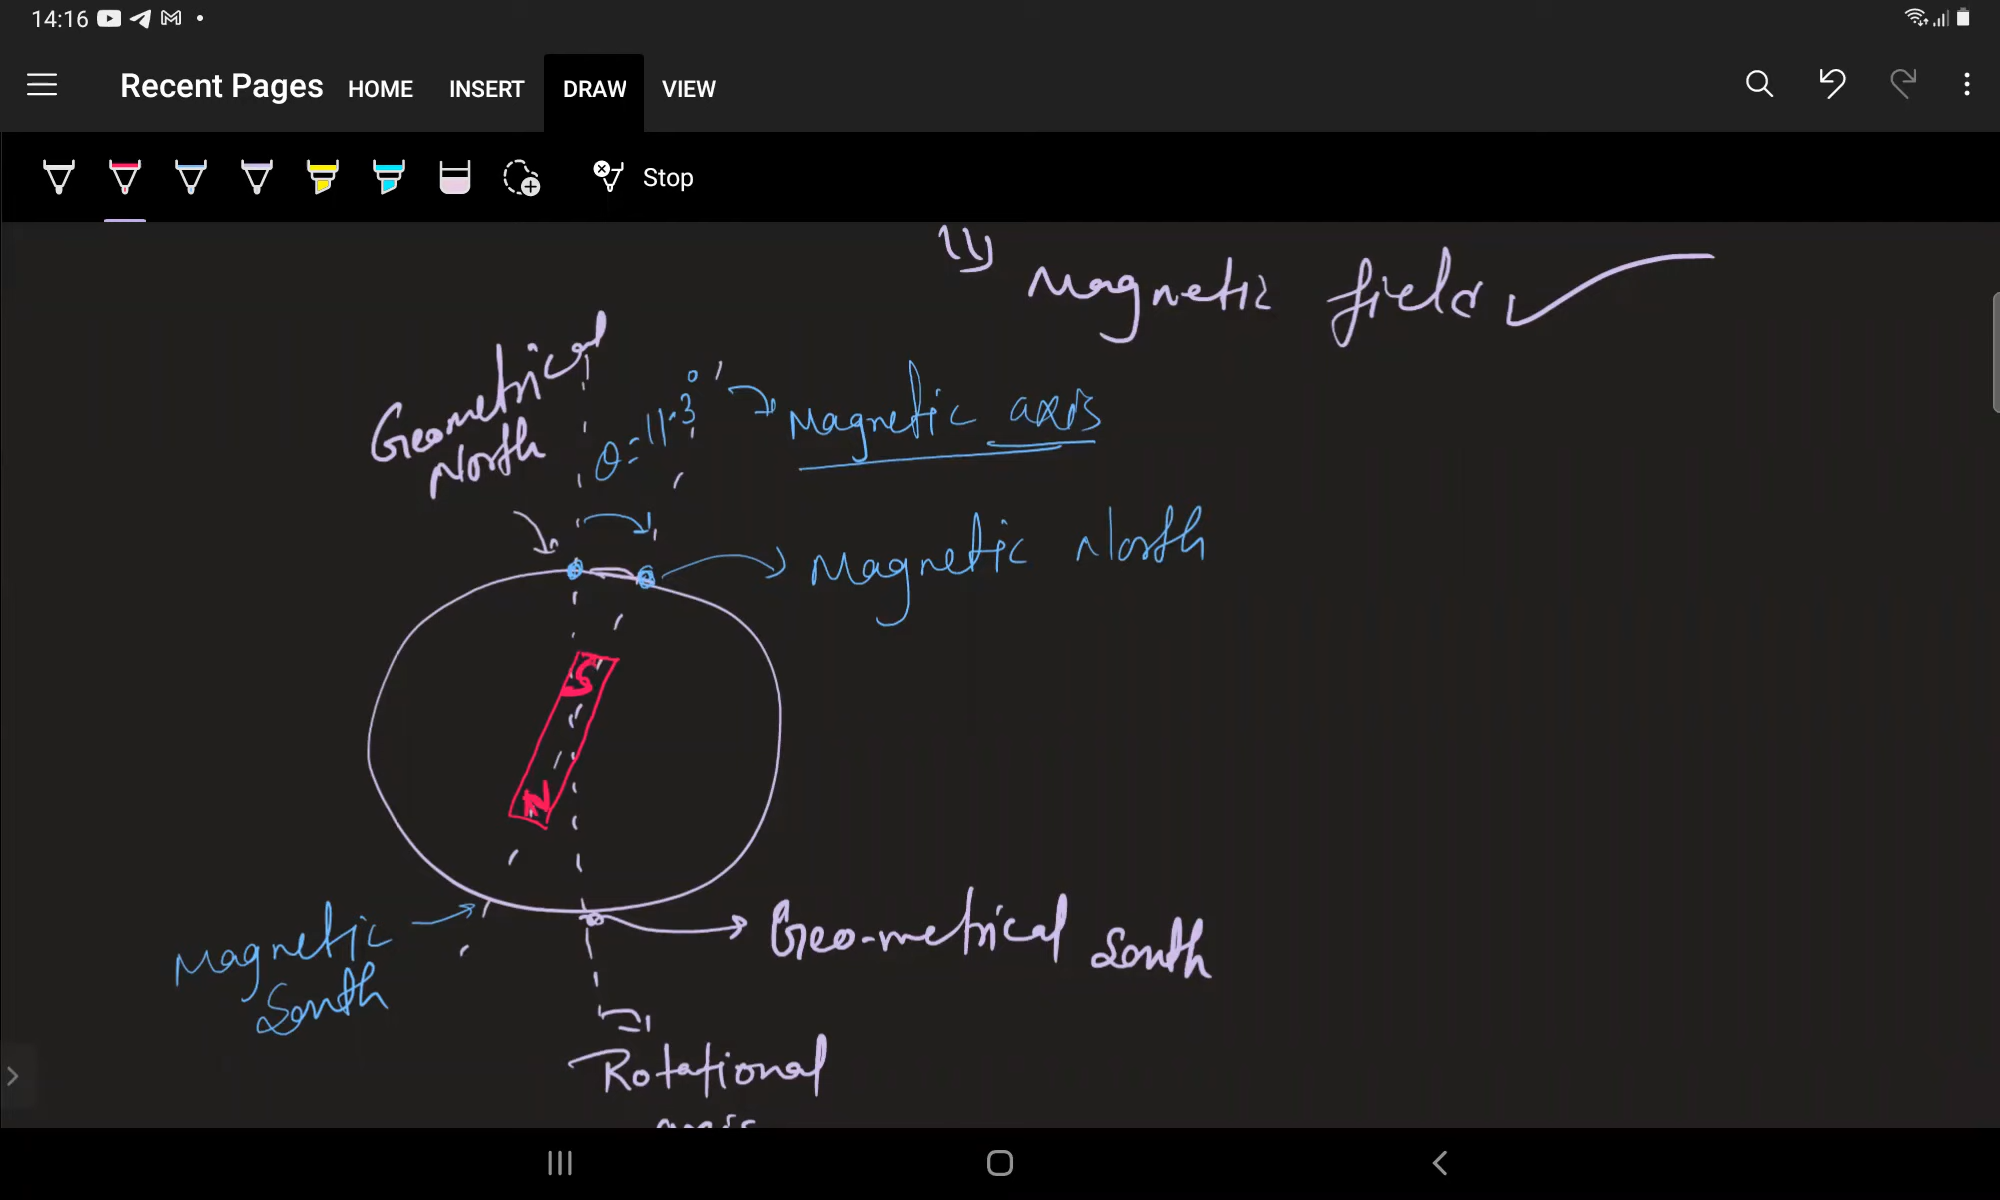 14:16
Recent Pages HOME INSERT DRAW VIEW
Stop
Magnetic field
Geometrical
North
θ = 11.3°
Magnetic axis
Magnetic North
S
N
Magnetic
South
Geo-metrical South
Rotational
axis